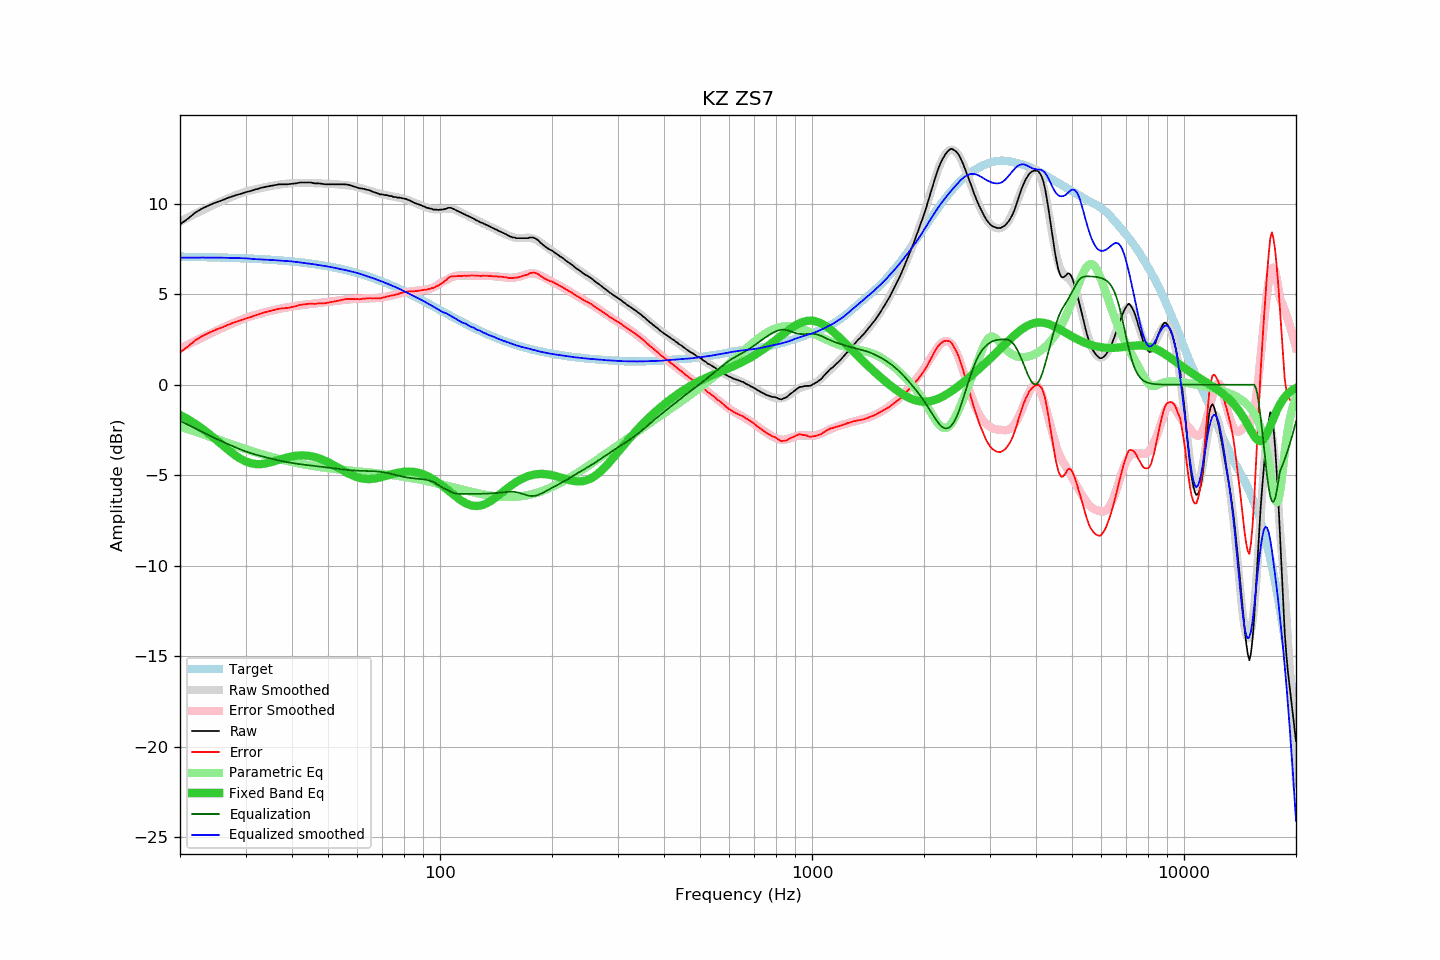 KZ ZS7
Amplitude (dBr)
10
5
0
−5
−10
−15
−20
−25
Target
Raw Smoothed
Error Smoothed
Raw
Error
Parametric Eq
Fixed Band Eq
Equalization
Equalized smoothed
100
1000
10000
Frequency (Hz)